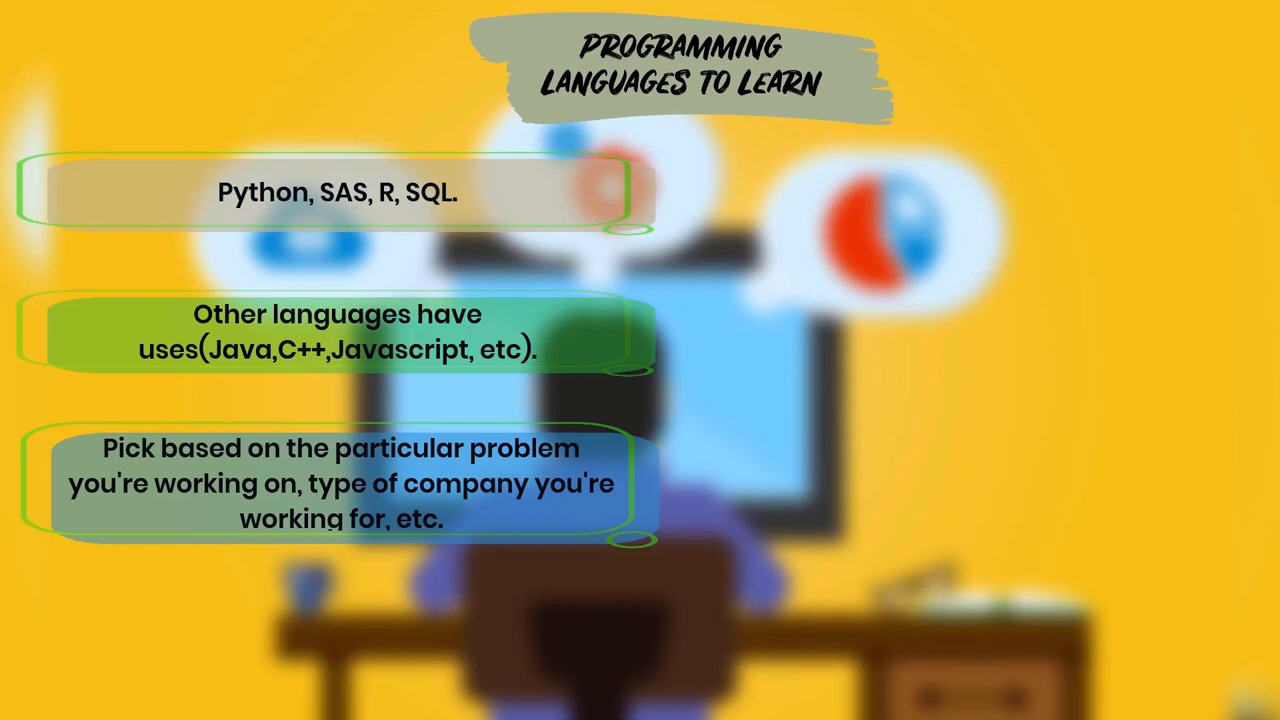 PROGRAMMING
LANGUAGES TO LEARN
Python, SAS, R, SQL.
Other languages have
uses(Java,C++,Javascript, etc).
Pick based on the particular problem
you're working on, type of company you're
working for, etc.